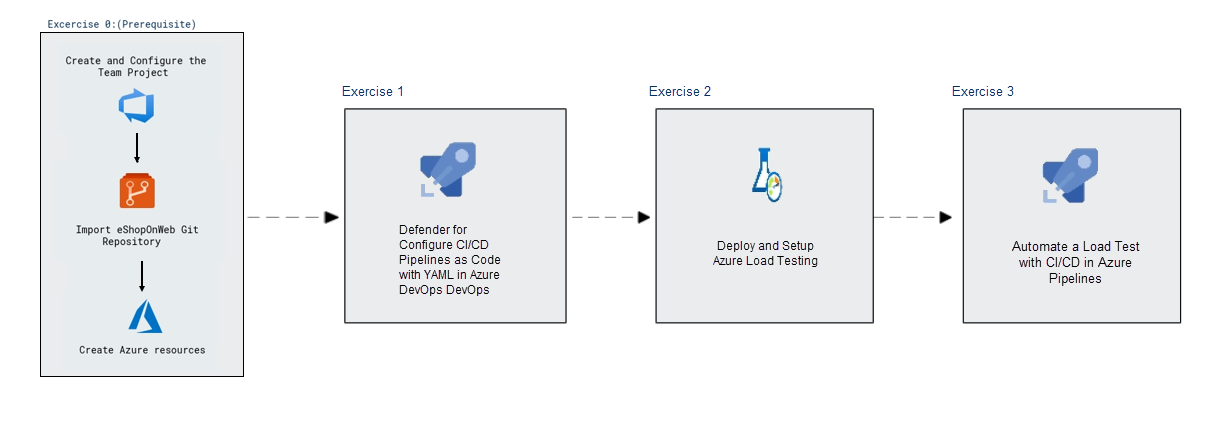 Excercise 0:(Prerequisite)
Create and Configure the
Team Project
Import eShopOnWeb Git
Repository
Create Azure resources
Exercise 1
Defender for
Configure CI/CD
Pipelines as Code
with YAML in Azure
DevOps DevOps
Exercise 2
Deploy and Setup
Azure Load Testing
Exercise 3
Automate a Load Test
with CI/CD in Azure
Pipelines